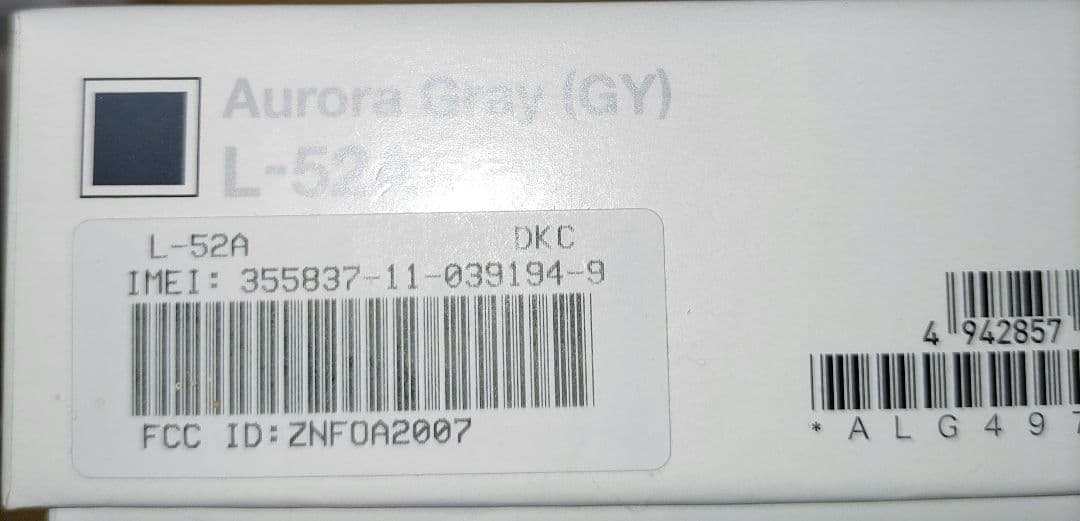 Aurora Gray (GY)
L-52A
L-52A DKC
IMEI: 355837-11-039194-9
FCC ID:ZNFOA2007
4 942857
* A L G 4 9